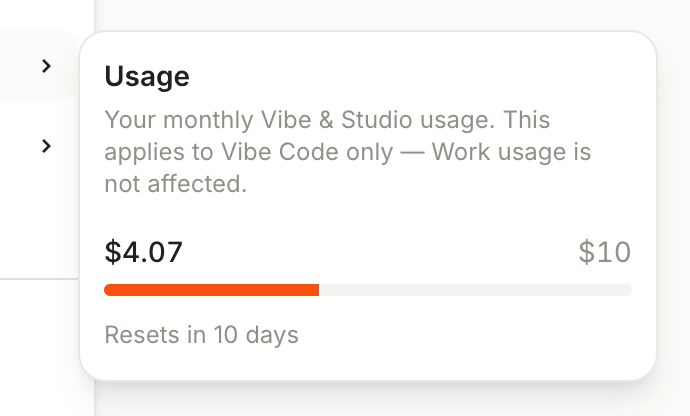 Usage
Your monthly Vibe & Studio usage. This
applies to Vibe Code only — Work usage is
not affected.
$4.07
$10
Resets in 10 days